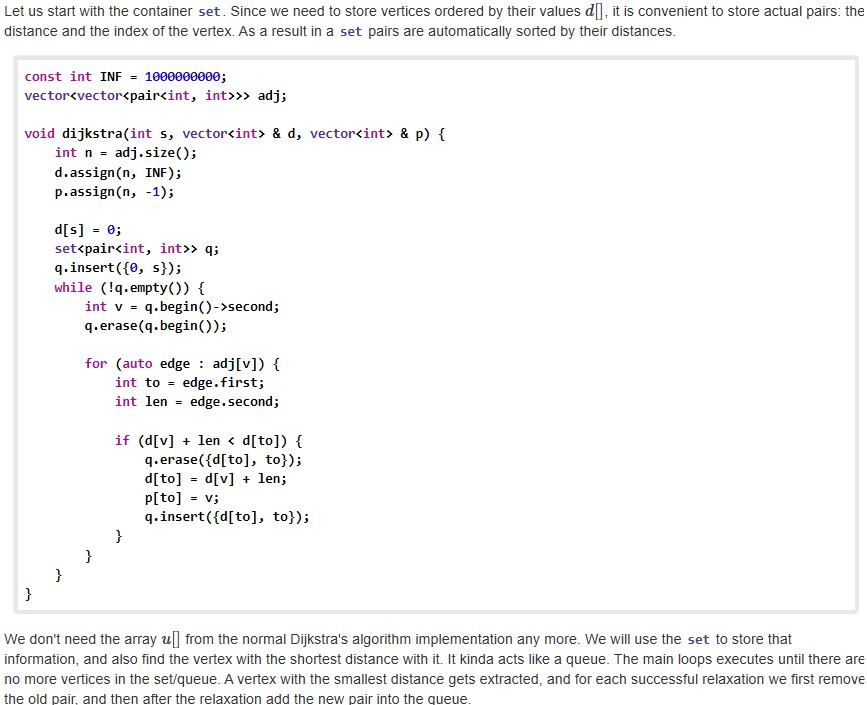 Let us start with the container set. Since we need to store vertices ordered by their values d[], it is convenient to store actual pairs: the
distance and the index of the vertex. As a result in a set pairs are automatically sorted by their distances.
const int INF = 1000000000;
vector<vector<pair<int, int>>> adj;

void dijkstra(int s, vector<int> & d, vector<int> & p) {
    int n = adj.size();
    d.assign(n, INF);
    p.assign(n, -1);

    d[s] = 0;
    set<pair<int, int>> q;
    q.insert({0, s});
    while (!q.empty()) {
        int v = q.begin()->second;
        q.erase(q.begin());

        for (auto edge : adj[v]) {
            int to = edge.first;
            int len = edge.second;

            if (d[v] + len < d[to]) {
                q.erase({d[to], to});
                d[to] = d[v] + len;
                p[to] = v;
                q.insert({d[to], to});
            }
        }
    }
}
We don't need the array u[] from the normal Dijkstra's algorithm implementation any more. We will use the set to store that
information, and also find the vertex with the shortest distance with it. It kinda acts like a queue. The main loops executes until there are
no more vertices in the set/queue. A vertex with the smallest distance gets extracted, and for each successful relaxation we first remove
the old pair, and then after the relaxation add the new pair into the queue.